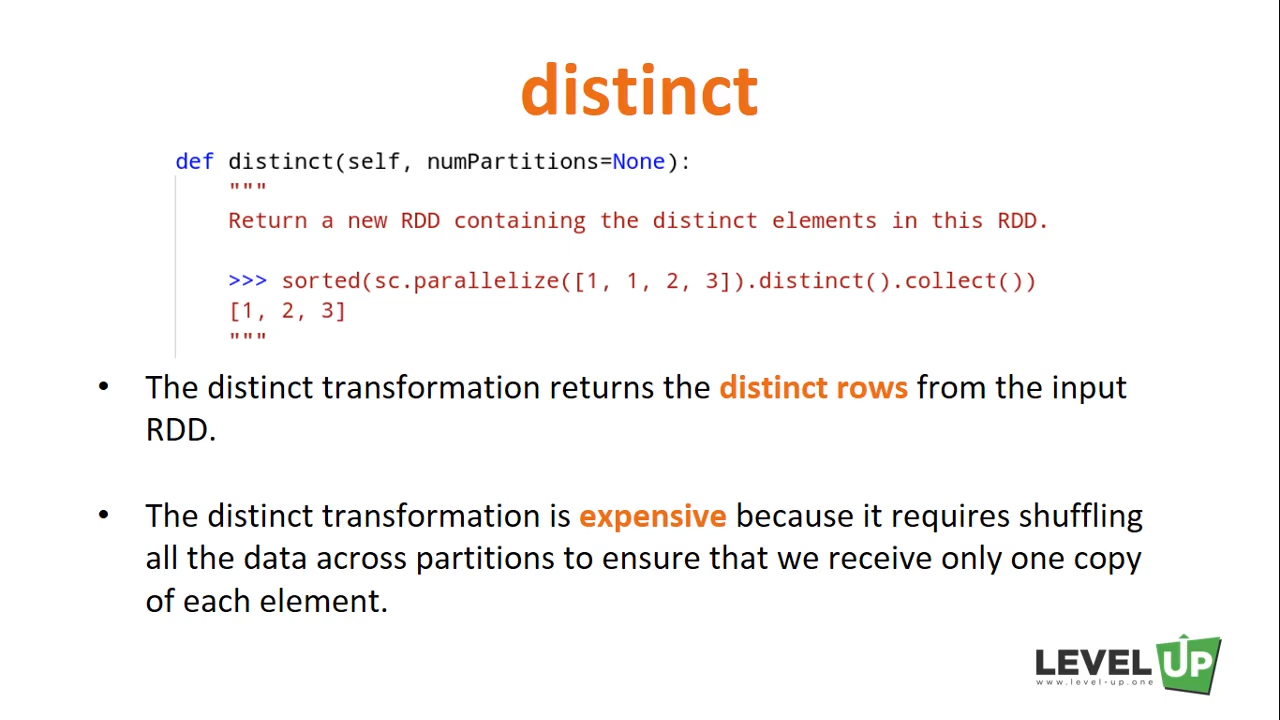 distinct
def distinct(self, numPartitions=None):
"""
Return a new RDD containing the distinct elements in this RDD.
>>> sorted(sc.parallelize([1, 1, 2, 3]).distinct().collect())
[1, 2, 3]
"""
• The distinct transformation returns the distinct rows from the input
RDD.
• The distinct transformation is expensive because it requires shuffling
all the data across partitions to ensure that we receive only one copy
of each element.
LEVEL UP
www.level-up.one